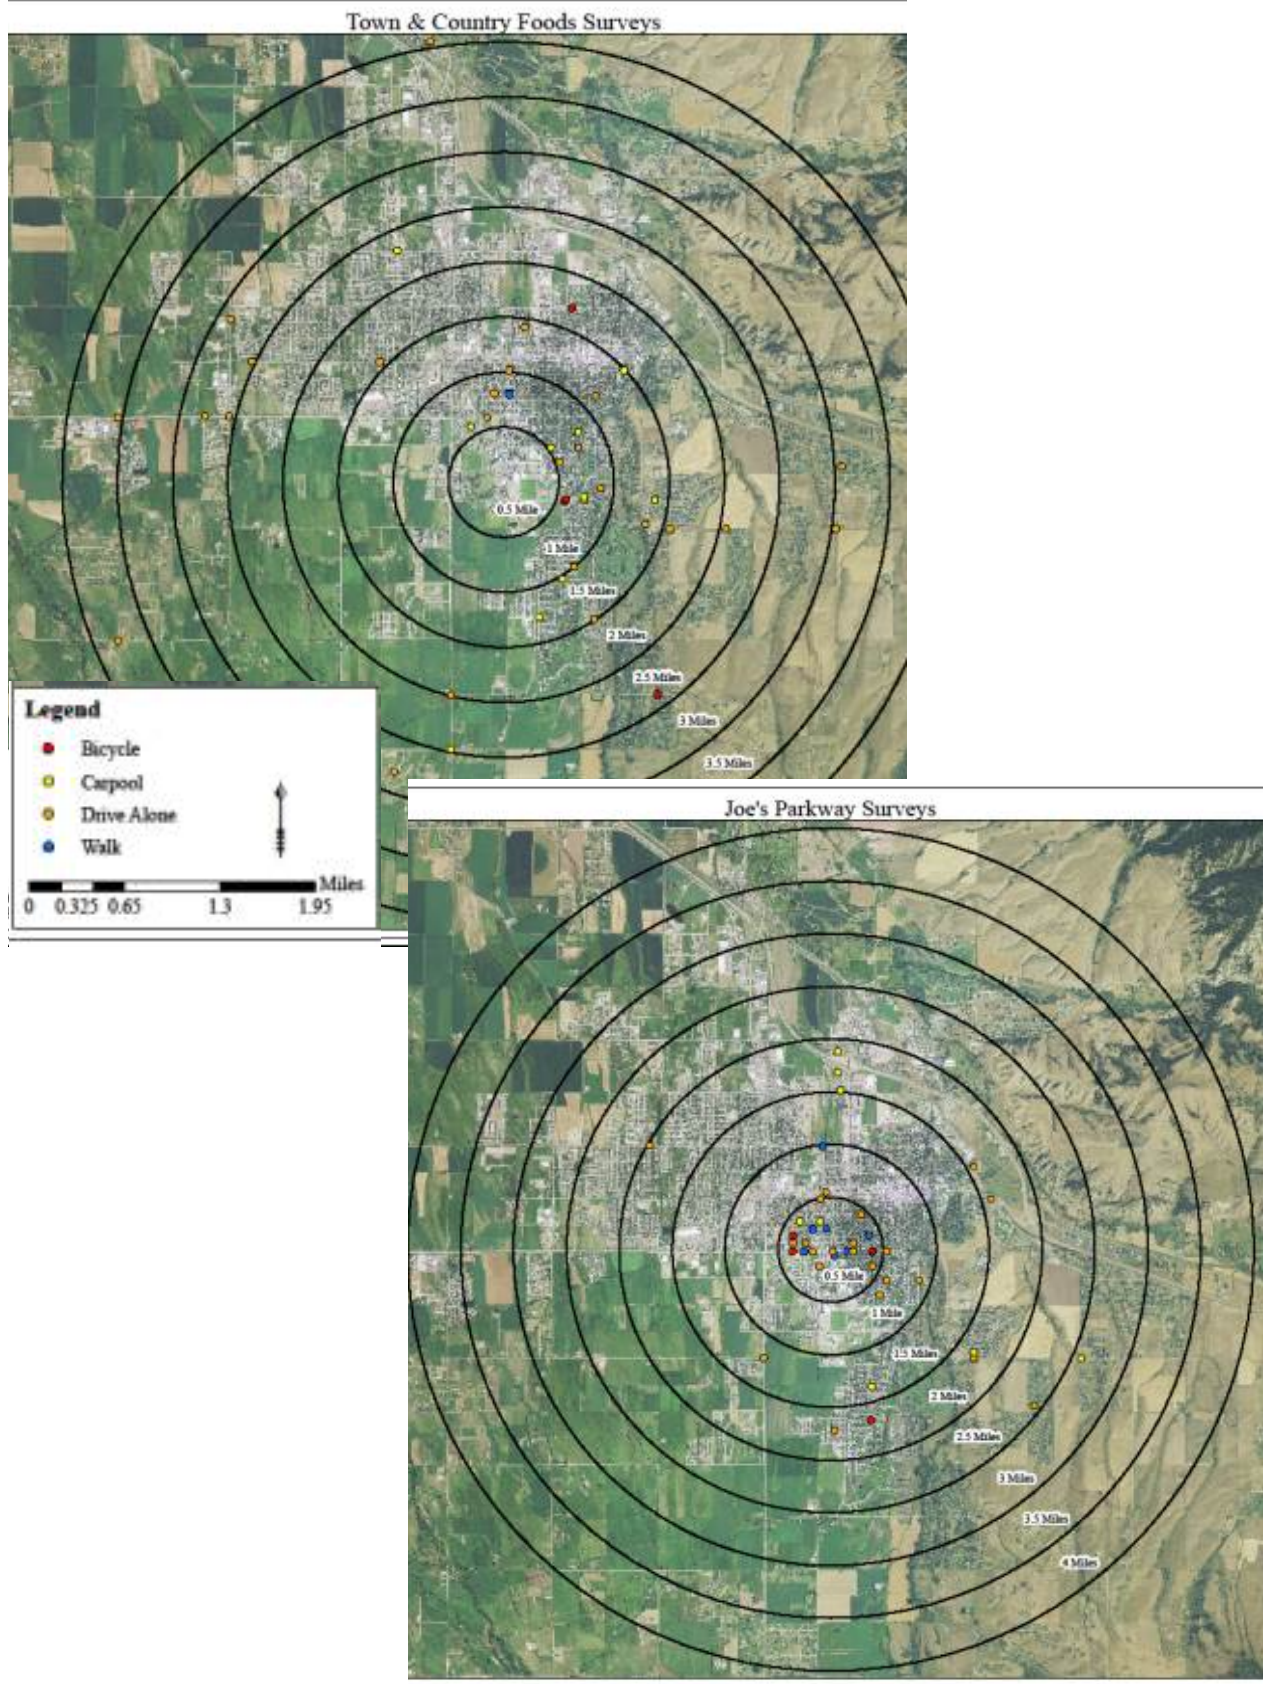 Town & Country Foods Surveys
0.5 Mile
1 Mile
1.5 Miles
2 Miles
2.5 Miles
3 Miles
3.5 Miles
Legend
Bicycle
Carpool
Drive Alone
Walk
Miles
0 0.325 0.65 1.3 1.95
Joe's Parkway Surveys
0.5 Mile
1 Mile
1.5 Miles
2 Miles
2.5 Miles
3 Miles
3.5 Miles
4 Miles